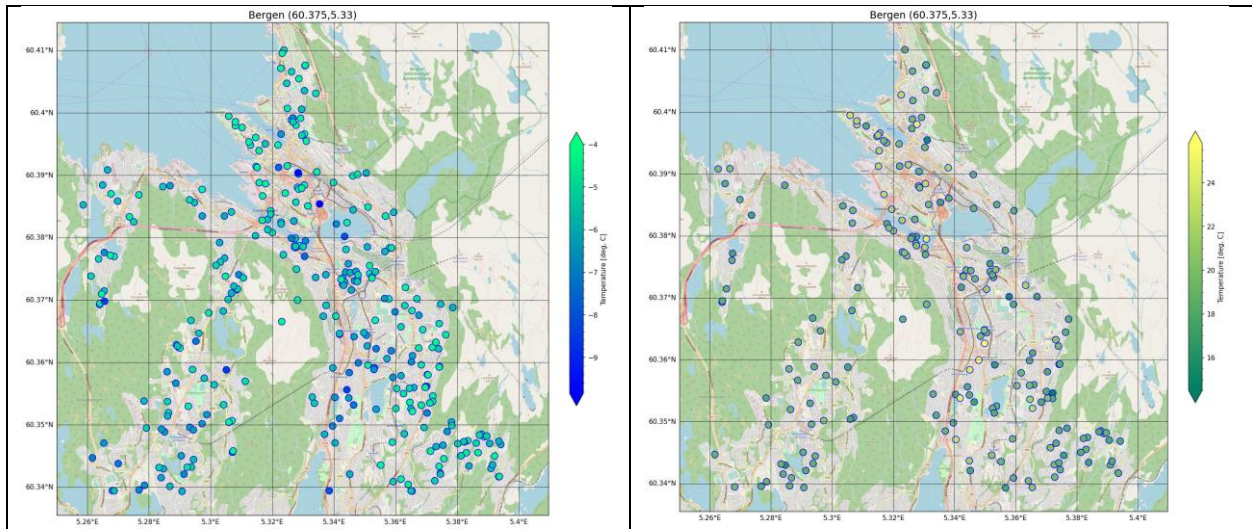 Bergen (60.375,5.33)
60.41°N
60.4°N
60.39°N
60.38°N
60.37°N
60.36°N
60.35°N
60.34°N
5.26°E 5.28°E 5.3°E 5.32°E 5.34°E 5.36°E 5.38°E 5.4°E
−4
−5
−6
−7
−8
−9
Temperature [deg. C]
Bergen (60.375,5.33)
60.41°N
60.4°N
60.39°N
60.38°N
60.37°N
60.36°N
60.35°N
60.34°N
5.26°E 5.28°E 5.3°E 5.32°E 5.34°E 5.36°E 5.38°E 5.4°E
24
22
20
18
16
Temperature [deg. C]